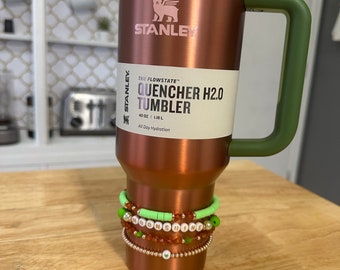 STANLEY
THE FLOWSTATE™
QUENCHER H2.0
TUMBLER
40 OZ | 1.18 L
All Day Hydration
STANLEY